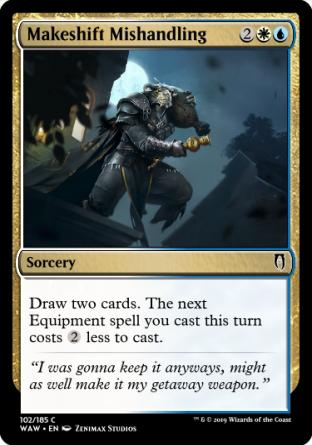 Makeshift Mishandling 2
Sorcery
Draw two cards. The next
Equipment spell you cast this turn
costs 2 less to cast.
"I was gonna keep it anyways, might
as well make it my getaway weapon."
102/185 C
WAW • EN ZENIMAX STUDIOS
™ & © 2019 Wizards of the Coast